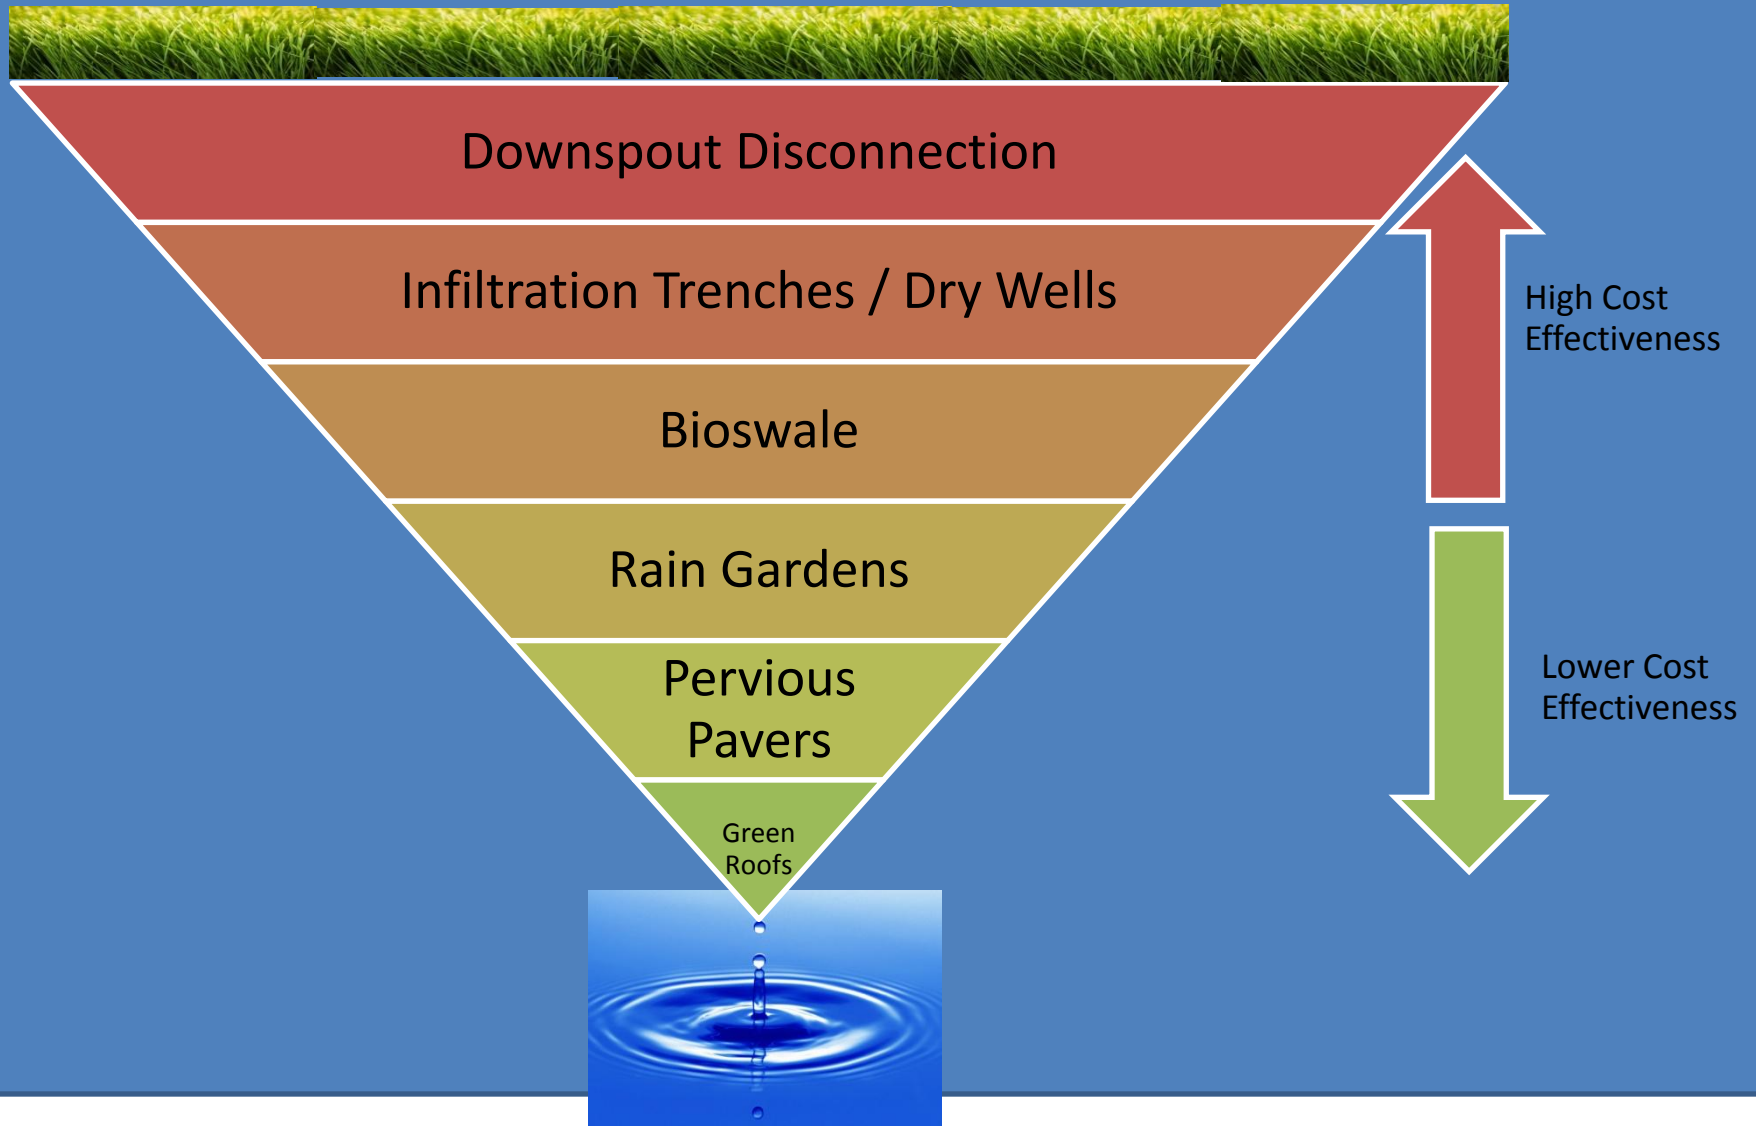 Downspout Disconnection
Infiltration Trenches / Dry Wells
High Cost
Effectiveness
Bioswale
Rain Gardens
Pervious
Pavers
Lower Cost
Effectiveness
Green
Roofs